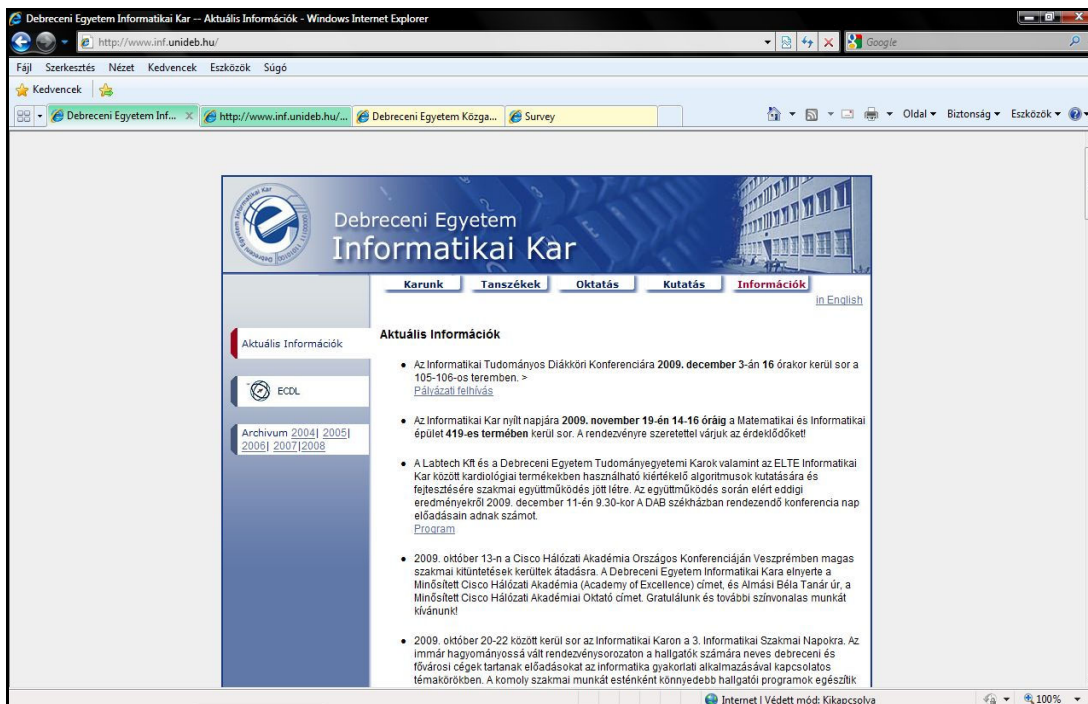 Debreceni Egyetem Informatikai Kar -- Aktuális Információk - Windows Internet Explorer
http://www.inf.unideb.hu/
Google
Fájl Szerkesztés Nézet Kedvencek Eszközök Súgó
Kedvencek
Debreceni Egyetem Inf... X http://www.inf.unideb.hu/... Debreceni Egyetem Közga... Survey
Oldal Biztonság Eszközök
Debreceni Egyetem
Informatikai Kar
Karunk Tanszékek Oktatás Kutatás Információk
in English
Aktuális Információk
ECDL
Archivum 2004| 2005|
2006| 2007|2008
Aktuális Információk
Az Informatikai Tudományos Diákköri Konferenciára 2009. december 3-án 16 órakor kerül sor a
105-106-os teremben. >
Pályázati felhívás
Az Informatikai Kar nyílt napjára 2009. november 19-én 14-16 óráig a Matematikai és Informatikai
épület 419-es termében kerül sor. A rendezvényre szeretettel várjuk az érdeklődőket!
A Labtech Kft és a Debreceni Egyetem Tudományegyetemi Karok valamint az ELTE Informatikai
Kar között kardiológiai termékekben használható kiértékelő algoritmusok kutatására és
fejtesztésére szakmai együttműködés jött létre. Az együttműködés során elért eddigi
eredményekről 2009. december 11-én 9.30-kor A DAB székházban rendezendő konferencia nap
előadásain adnak számot.
Program
2009. október 13-n a Cisco Hálózati Akadémia Országos Konferenciáján Veszprémben magas
szakmai kitüntetések kerültek átadásra. A Debreceni Egyetem Informatikai Kara elnyerte a
Minősített Cisco Hálózati Akadémia (Academy of Excellence) címet, és Almási Béla Tanár úr, a
Minősített Cisco Hálózati Akadémiai Oktató címet. Gratulálunk és további színvonalas munkát
kívánunk!
2009. október 20-22 között kerül sor az Informatikai Karon a 3. Informatikai Szakmai Napokra. Az
immár hagyományossá vált rendezvénysorozaton a hallgatók számára neves debreceni és
fővárosi cégek tartanak előadásokat az informatika gyakorlati alkalmazásával kapcsolatos
témakörökben. A komoly szakmai munkát esténként könnyedebb hallgatói programok egészítik
Internet | Védett mód: Kikapcsolva
100%